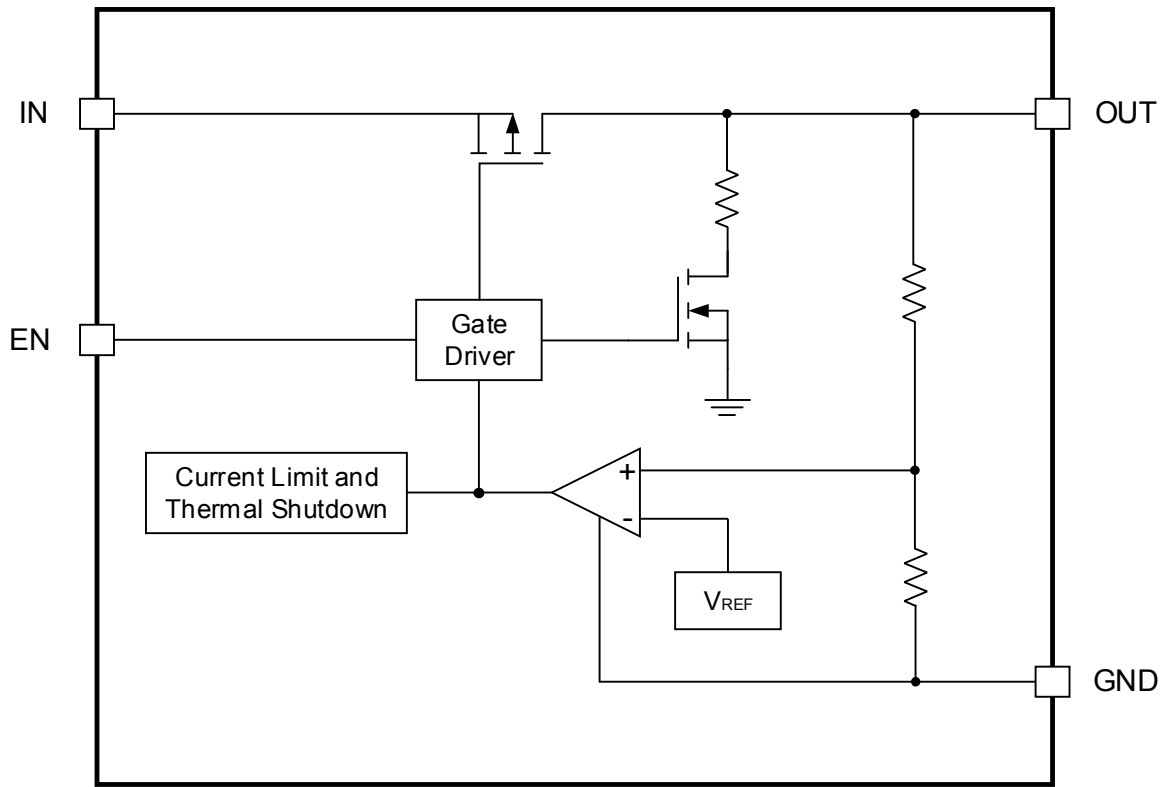 IN
OUT
EN
Gate
Driver
Current Limit and
Thermal Shutdown
+
-
VREF
GND